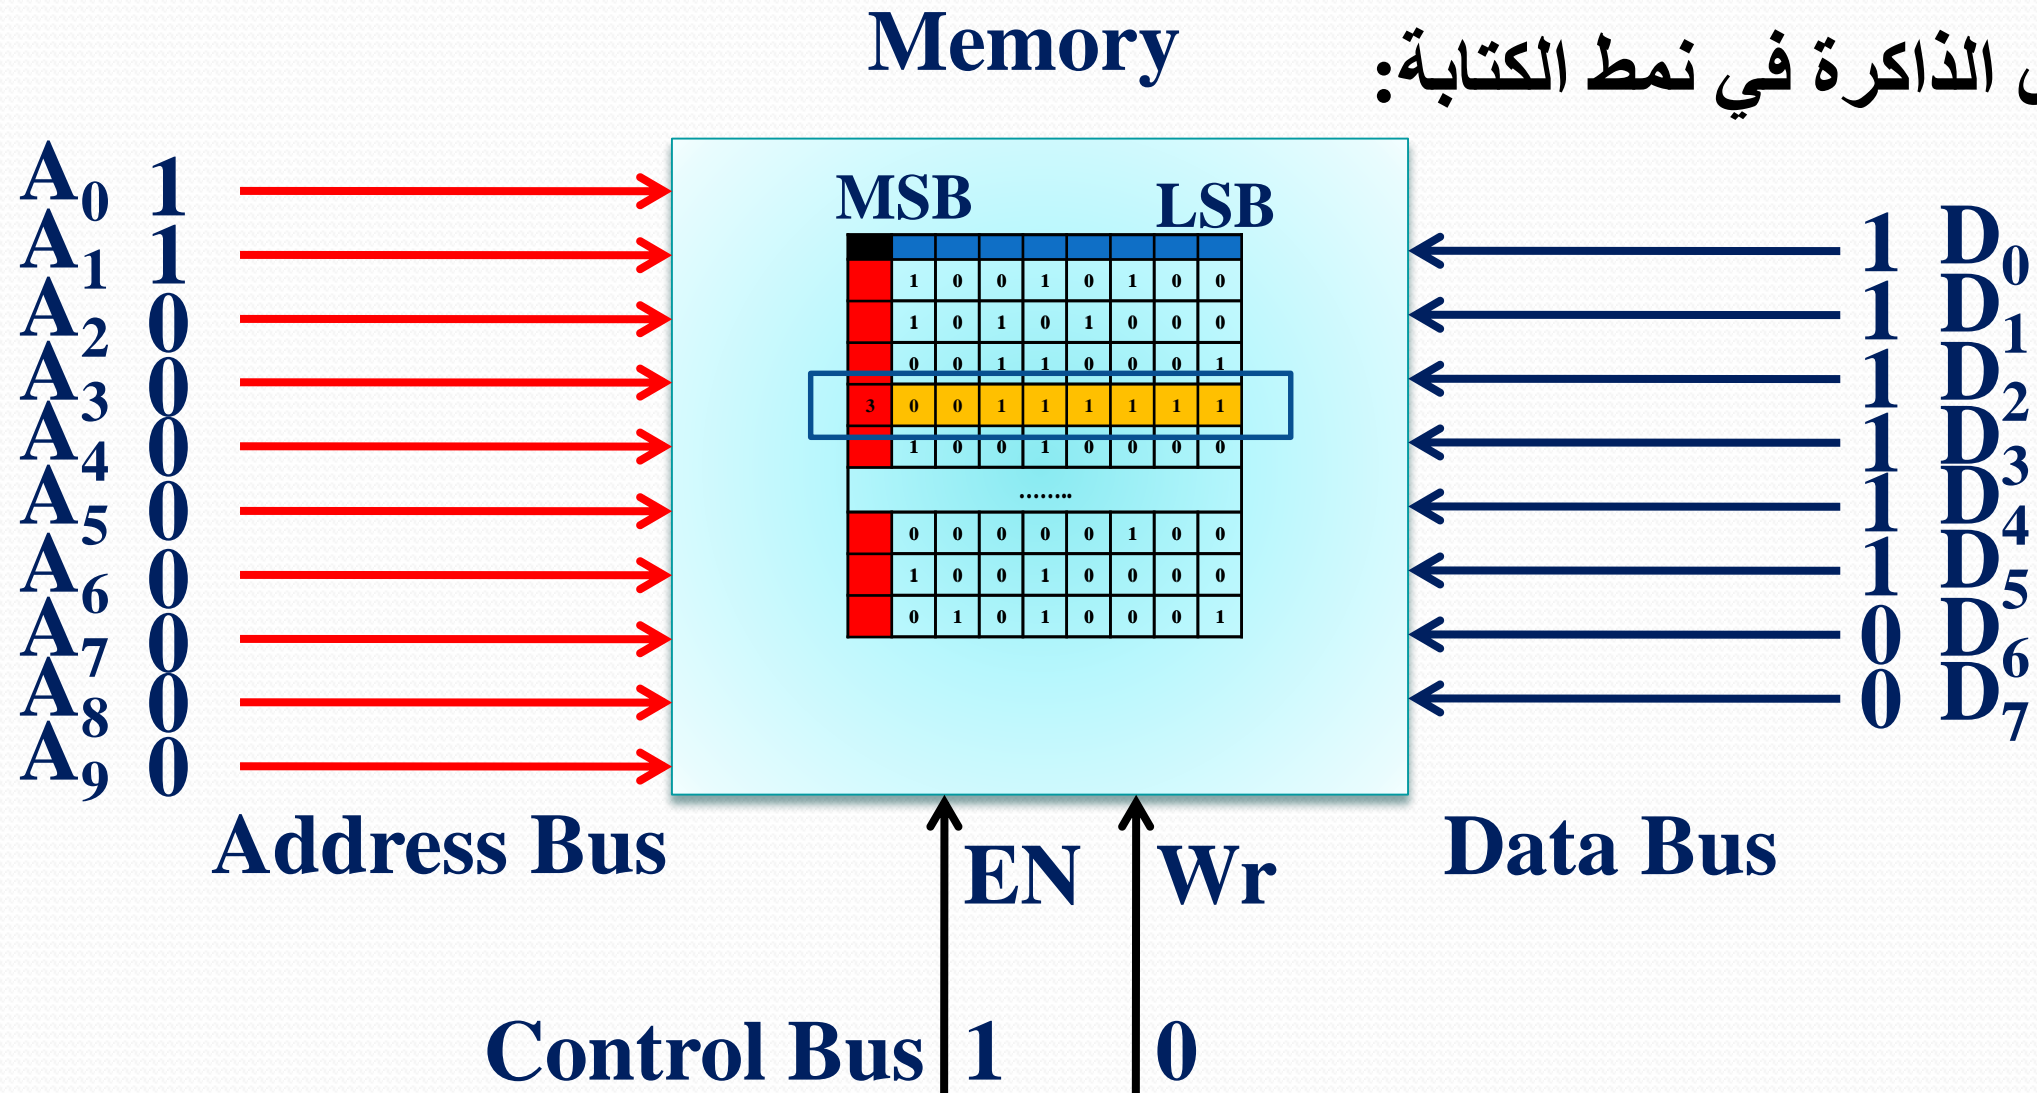 Memory
الذاكرة في نمط الكتابة:
MSB LSB
1 0 0 1 0 1 0 0
1 0 1 0 1 0 0 0
0 0 1 1 0 0 0 1
3 0 0 1 1 1 1 1 1
1 0 0 1 0 0 0 0
........
0 0 0 0 0 1 0 0
1 0 0 1 0 0 0 0
0 1 0 1 0 0 0 1
A₀ 1
A₁ 1
A₂ 0
A₃ 0
A₄ 0
A₅ 0
A₆ 0
A₇ 0
A₈ 0
A₉ 0
Address Bus
1 D₀
1 D₁
1 D₂
1 D₃
1 D₄
1 D₅
0 D₆
0 D₇
Data Bus
EN Wr
Control Bus 1 0